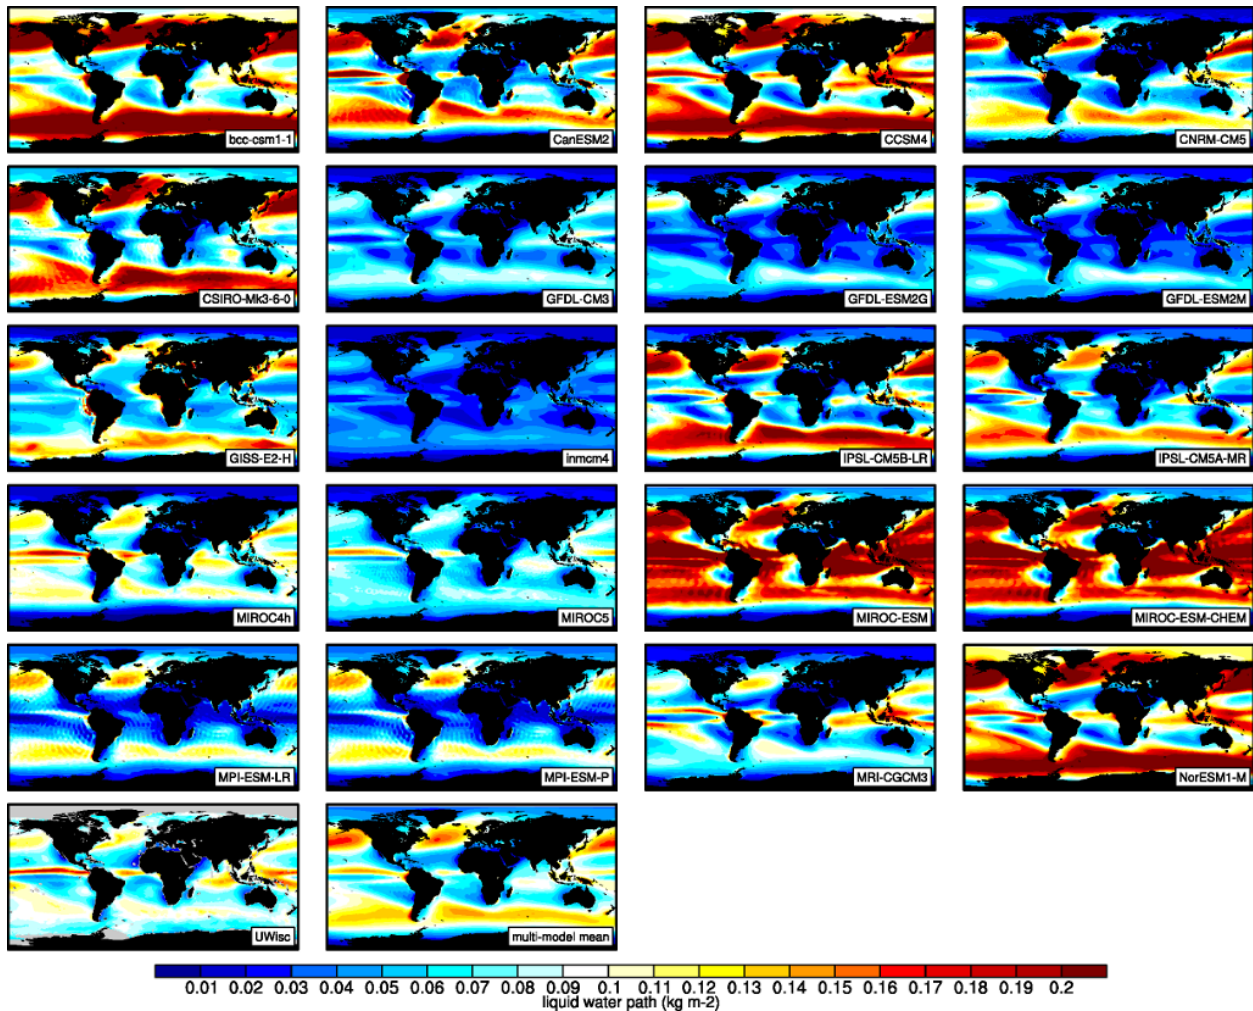 bcc-csm1-1
CanESM2
CCSM4
CNRM-CM5
CSIRO-Mk3-6-0
GFDL-CM3
GFDL-ESM2G
GFDL-ESM2M
GISS-E2-H
inmcm4
IPSL-CM5B-LR
IPSL-CM5A-MR
MIROC4h
MIROC5
MIROC-ESM
MIROC-ESM-CHEM
MPI-ESM-LR
MPI-ESM-P
MRI-CGCM3
NorESM1-M
UWisc
multi-model mean
0.01 0.02 0.03 0.04 0.05 0.06 0.07 0.08 0.09 0.1 0.11 0.12 0.13 0.14 0.15 0.16 0.17 0.18 0.19 0.2
liquid water path (kg m-2)